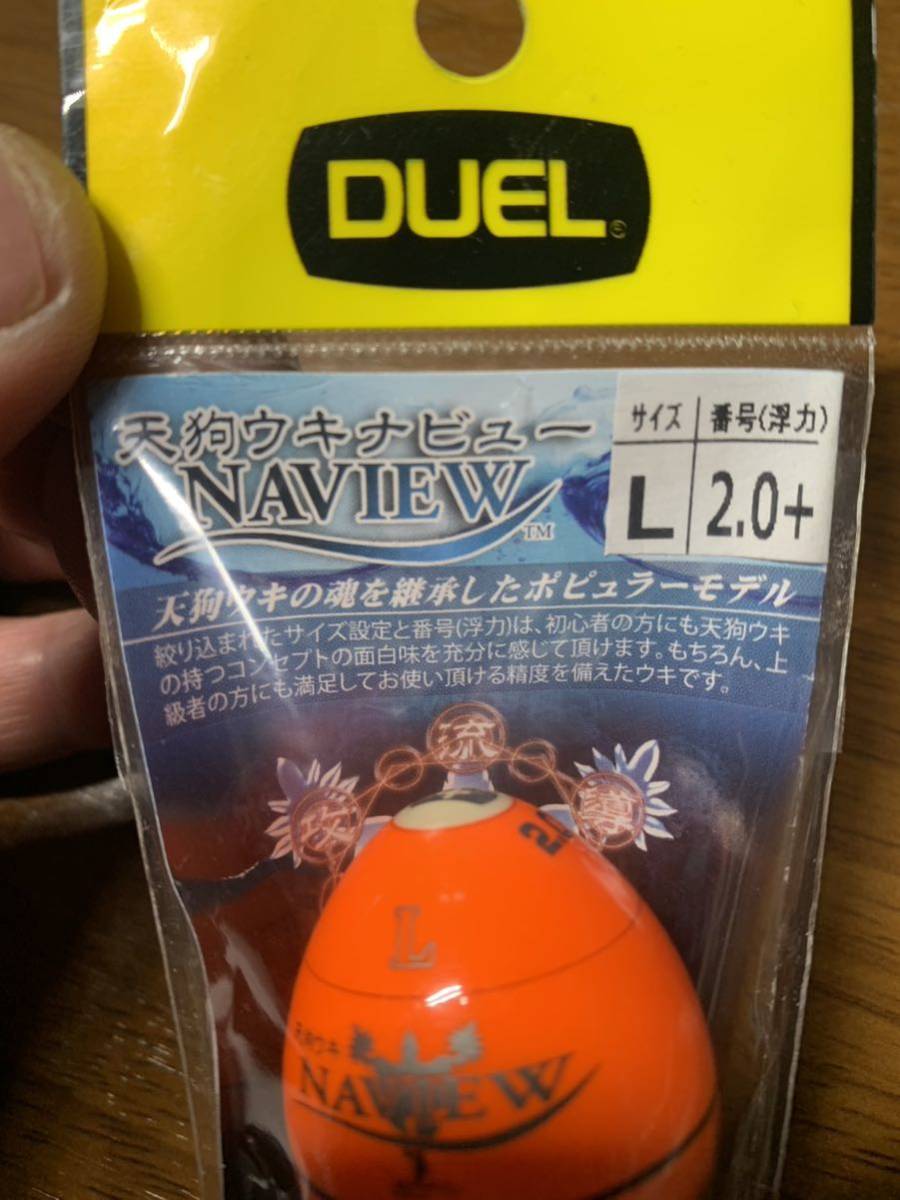 DUEL®
天狗ウキナビュー
NAVIEW™
サイズ 番号(浮力)
L 2.0+
天狗ウキの魂を継承したポピュラーモデル
絞り込まれたサイズ設定と番号(浮力)は、初心者の方にも天狗ウキ
の持つコンセプトの面白味を充分に感じて頂けます。もちろん、上
級者の方にも満足してお使い頂ける精度を備えたウキです。
流
L
天狗ウキ
NAVIEW